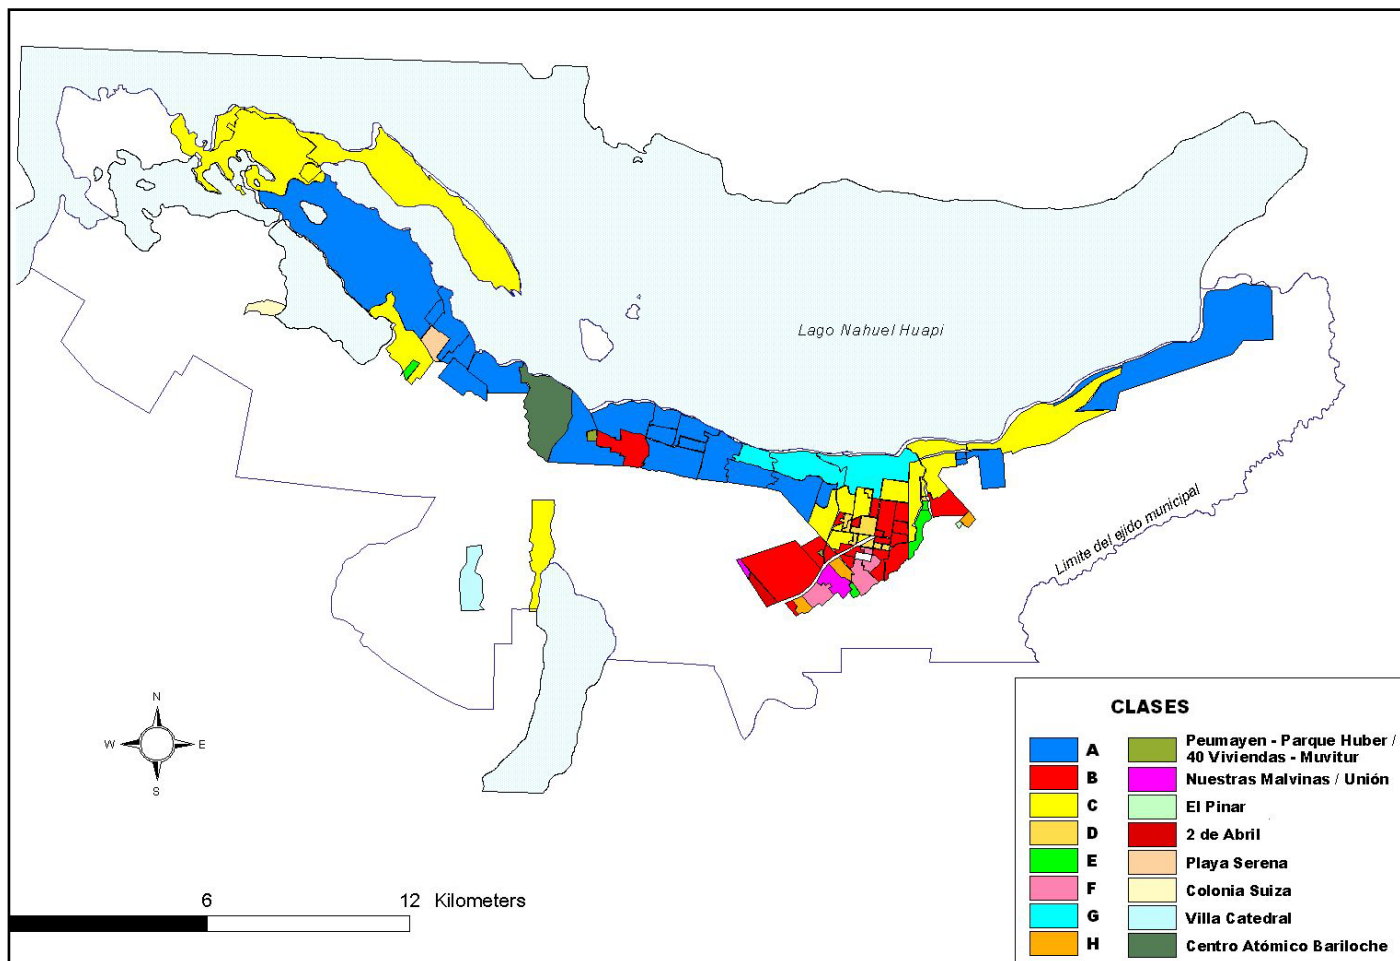 Lago Nahuel Huapi
Limite del ejido municipal
N
W E
S
6 12 Kilometers
CLASES
A
B
C
D
E
F
G
H
Peumayen - Parque Huber /
40 Viviendas - Muvitur
Nuestras Malvinas / Unión
El Pinar
2 de Abril
Playa Serena
Colonia Suiza
Villa Catedral
Centro Atómico Bariloche